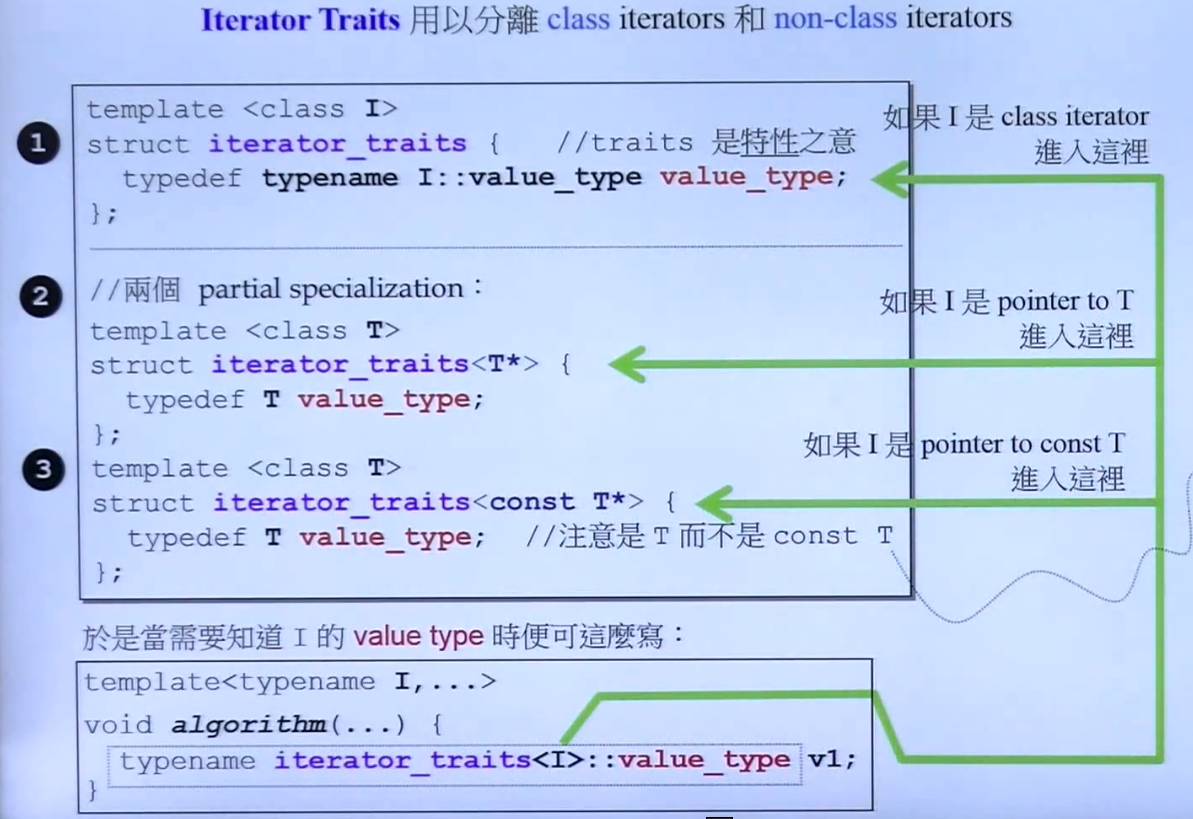 Iterator Traits 用以分離 class iterators 和 non-class iterators
1
template <class I>
struct iterator_traits { //traits 是特性之意
typedef typename I::value_type value_type;
};
如果 I 是 class iterator
進入這裡
2
//兩個 partial specialization：
template <class T>
struct iterator_traits<T*> {
typedef T value_type;
};
如果 I 是 pointer to T
進入這裡
3
template <class T>
struct iterator_traits<const T*> {
typedef T value_type; //注意是 T 而不是 const T
};
如果 I 是 pointer to const T
進入這裡
於是當需要知道 I 的 value type 時便可這麼寫：
template<typename I,...>
void algorithm(...) {
typename iterator_traits<I>::value_type v1;
}